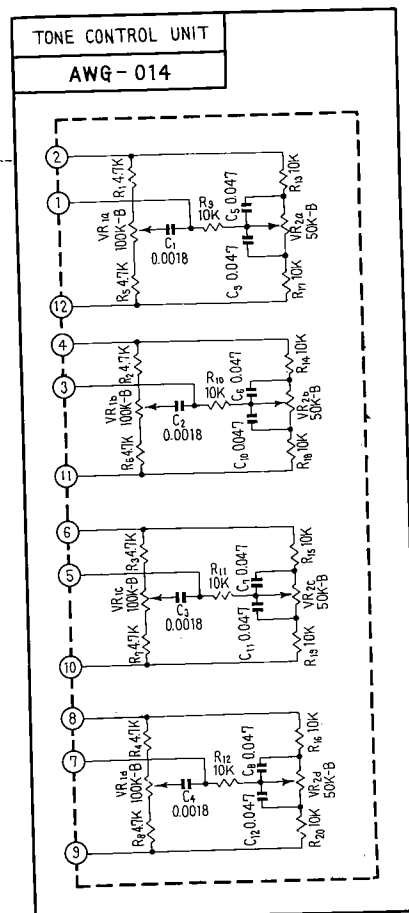 TONE CONTROL UNIT
AWG-014
2
R1 4.7K
R13 10K
1
VR1a
100K-B
C1
0.0018
R9
10K
C5 0.047
C9 0.047
VR2a
50K-B
R5 4.7K
R17 10K
12
4
R2 4.7K
R14 10K
3
VR1b
100K-B
C2
0.0018
R10
10K
C6 0.047
C10 0.047
VR2b
50K-B
R6 4.7K
R18 10K
11
6
R3 4.7K
R15 10K
5
VR1c
100K-B
C3
0.0018
R11
10K
C7 0.047
C11 0.047
VR2c
50K-B
R7 4.7K
R19 10K
10
8
R4 4.7K
R16 10K
7
VR1d
100K-B
C4
0.0018
R12
10K
C8 0.047
C12 0.047
VR2d
50K-B
R8 4.7K
R20 10K
9